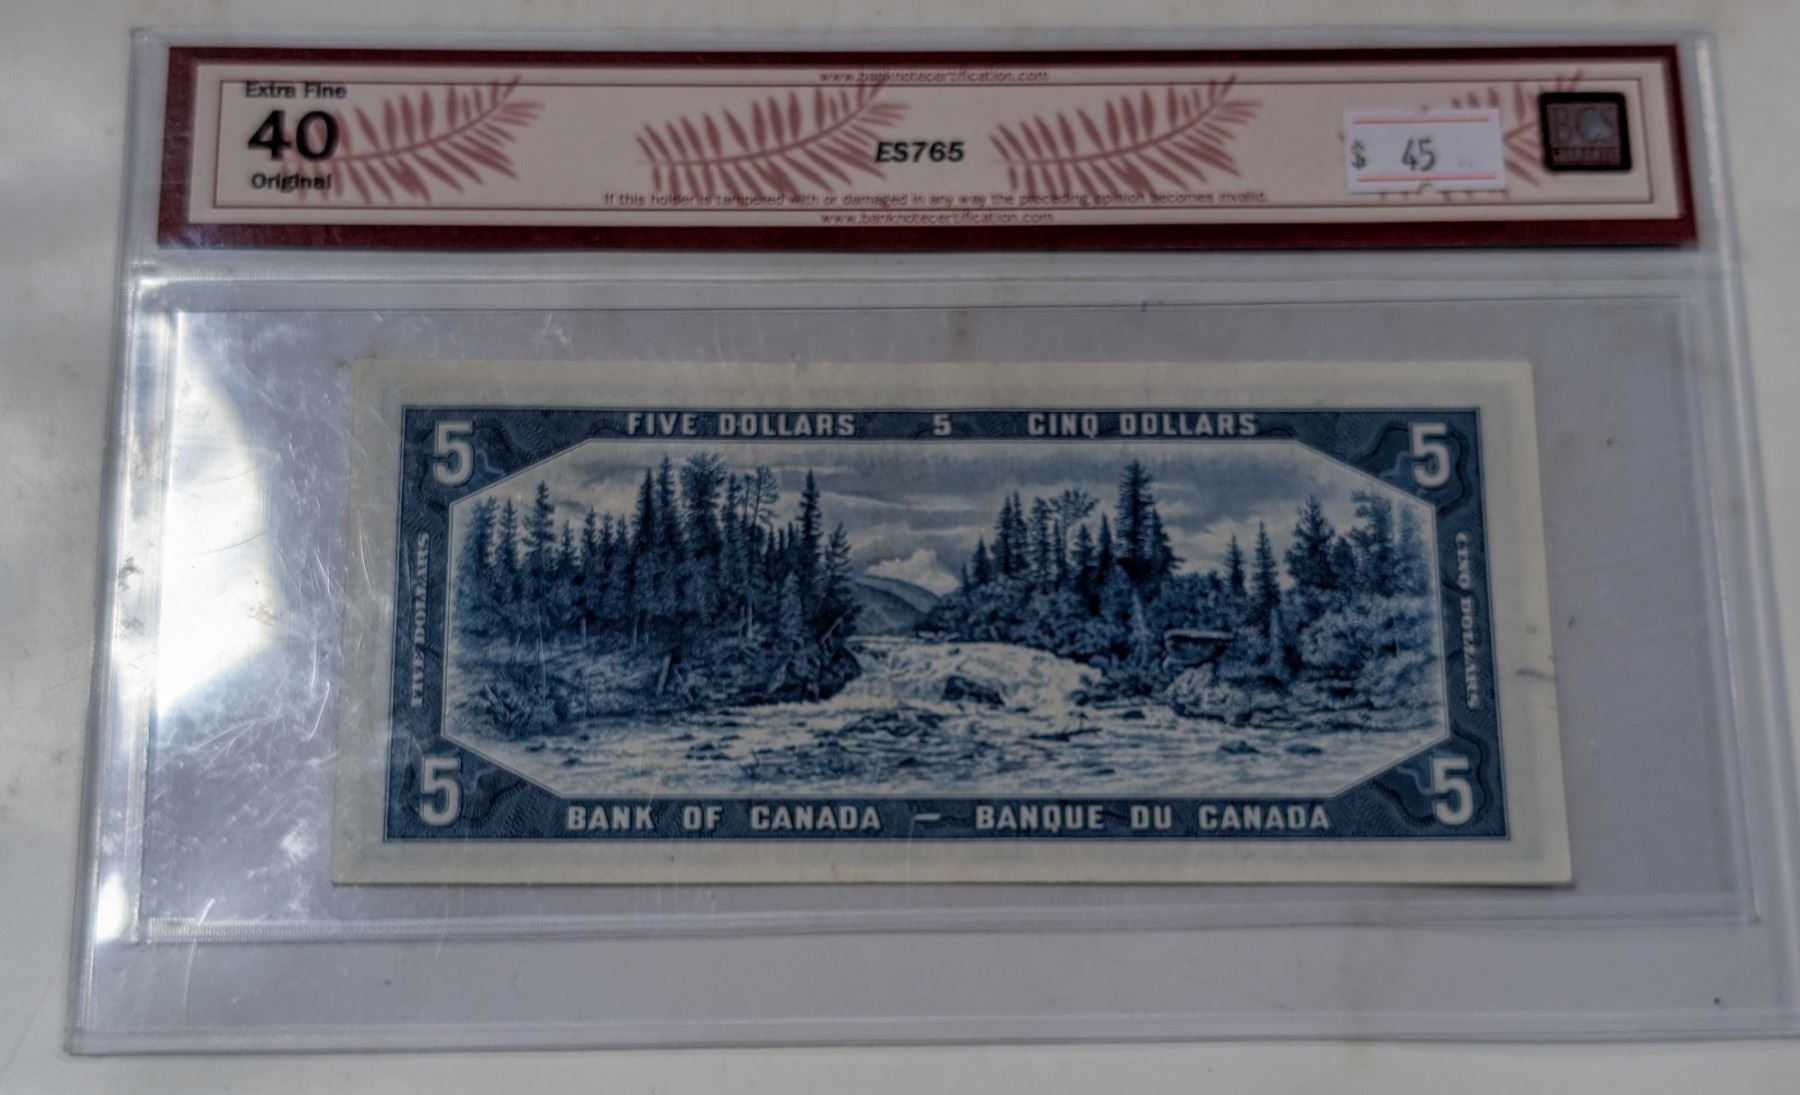 www.banknotecertification.com
Extra Fine
40
Original
ES765
$ 45
BCS
If this holder is tampered with or damaged in any way the preceding opinion becomes invalid.
www.banknotecertification.com
5 FIVE DOLLARS 5 CINQ DOLLARS 5
FIVE DOLLARS
CINQ DOLLARS
5 BANK OF CANADA – BANQUE DU CANADA 5